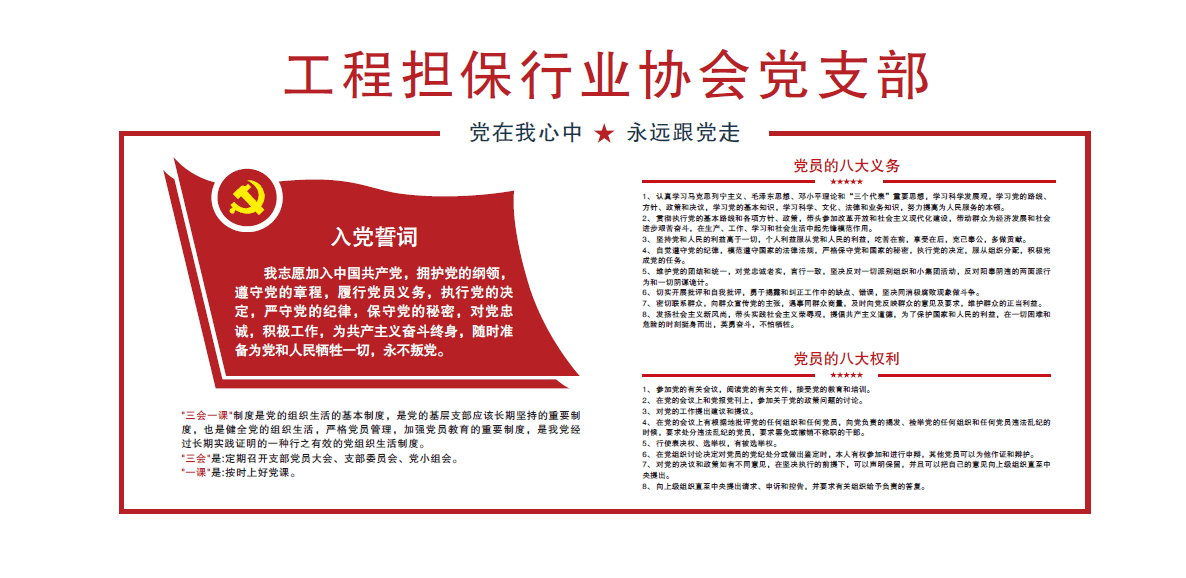 工程担保行业协会党支部
党在我心中 ★ 永远跟党走
入党誓词
我志愿加入中国共产党，拥护党的纲领，
遵守党的章程，履行党员义务，执行党的决
定，严守党的纪律，保守党的秘密，对党忠
诚，积极工作，为共产主义奋斗终身，随时准
备为党和人民牺牲一切，永不叛党。
"三会一课"制度是党的组织生活的基本制度，是党的基层支部应该长期坚持的重要制
度，也是健全党的组织生活，严格党员管理，加强党员教育的重要制度，是我党经
过长期实践证明的一种行之有效的党组织生活制度。
"三会"是:定期召开支部党员大会、支部委员会、党小组会。
"一课"是:按时上好党课。
党员的八大义务
★★★★★
1、认真学习马克思列宁主义、毛泽东思想、邓小平理论和"三个代表"重要思想，学习科学发展观，学习党的路线、
方针、政策和决议，学习党的基本知识，学习科学、文化、法律和业务知识，努力提高为人民服务的本领。
2、贯彻执行党的基本路线和各项方针、政策，带头参加改革开放和社会主义现代化建设，带动群众为经济发展和社会
进步艰苦奋斗，在生产、工作、学习和社会生活中起先锋模范作用。
3、坚持党和人民的利益高于一切，个人利益服从党和人民的利益，吃苦在前，享受在后，克己奉公，多做贡献。
4、自觉遵守党的纪律，模范遵守国家的法律法规，严格保守党和国家的秘密，执行党的决定，服从组织分配，积极完
成党的任务。
5、维护党的团结和统一，对党忠诚老实，言行一致，坚决反对一切派别组织和小集团活动，反对阳奉阴违的两面派行
为和一切阴谋诡计。
6、切实开展批评和自我批评，勇于揭露和纠正工作中的缺点、错误，坚决同消极腐败现象做斗争。
7、密切联系群众，向群众宣传党的主张，遇事同群众商量，及时向党反映群众的意见及要求，维护群众的正当利益。
8、发扬社会主义新风尚，带头实践社会主义荣辱观，提倡共产主义道德，为了保护国家和人民的利益，在一切困难和
危险的时刻挺身而出，英勇奋斗，不怕牺牲。
党员的八大权利
★★★★★
1、参加党的有关会议，阅读党的有关文件，接受党的教育和培训。
2、在党的会议上和党报党刊上，参加关于党的政策问题的讨论。
3、对党的工作提出建议和提议。
4、在党的会议上有根据地批评党的任何组织和任何党员，向党负责的揭发、检举党的任何组织和任何党员违法乱纪的
时候，要求处分违法乱纪的党员，要求罢免或撤销不称职的干部。
5、行使表决权、选举权，有被选举权。
6、在党组织讨论决定对党员的党纪处分或做出鉴定时，本人有权参加和进行申辩，其他党员可以为他作证和辩护。
7、对党的决议和政策如有不同意见，在坚决执行的前提下，可以声明保留，并且可以把自己的意见向上级组织直至中
央提出。
8、向上级组织直至中央提出请求、申诉和控告，并要求有关组织给予负责的答复。